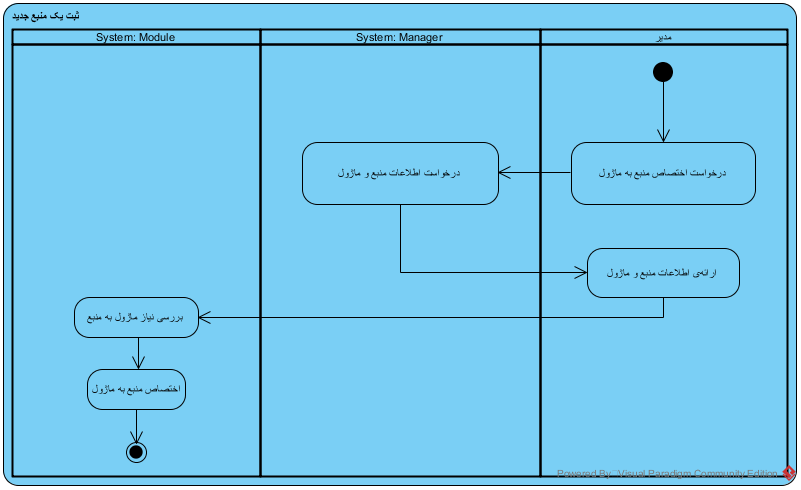 ثبت یک منبع جدید
System: Module
System: Manager
مدیر
درخواست اختصاص منبع به ماژول
درخواست اطلاعات منبع و ماژول
ارائه‌ی اطلاعات منبع و ماژول
بررسی نیاز ماژول به منبع
اختصاص منبع به ماژول
Powered By Visual Paradigm Community Edition